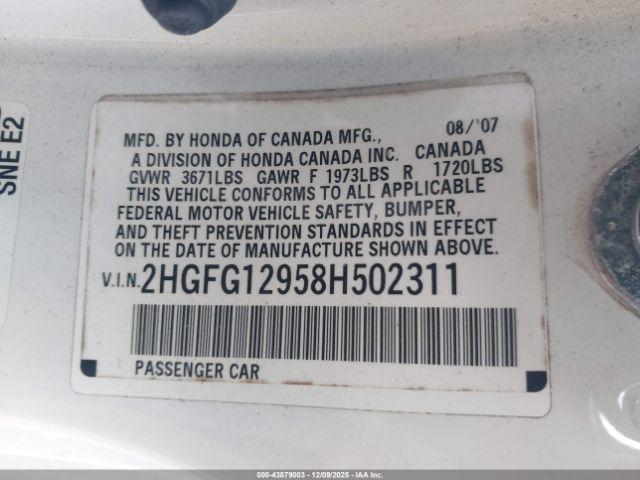 SNE E2
MFD. BY HONDA OF CANADA MFG., 08/'07
A DIVISION OF HONDA CANADA INC. CANADA
GVWR 3671LBS GAWR F 1973LBS R 1720LBS
THIS VEHICLE CONFORMS TO ALL APPLICABLE
FEDERAL MOTOR VEHICLE SAFETY, BUMPER,
AND THEFT PREVENTION STANDARDS IN EFFECT
ON THE DATE OF MANUFACTURE SHOWN ABOVE.
V.I.N. 2HGFG12958H502311
PASSENGER CAR
000-43879003 | 12/09/2025 | IAA Inc.